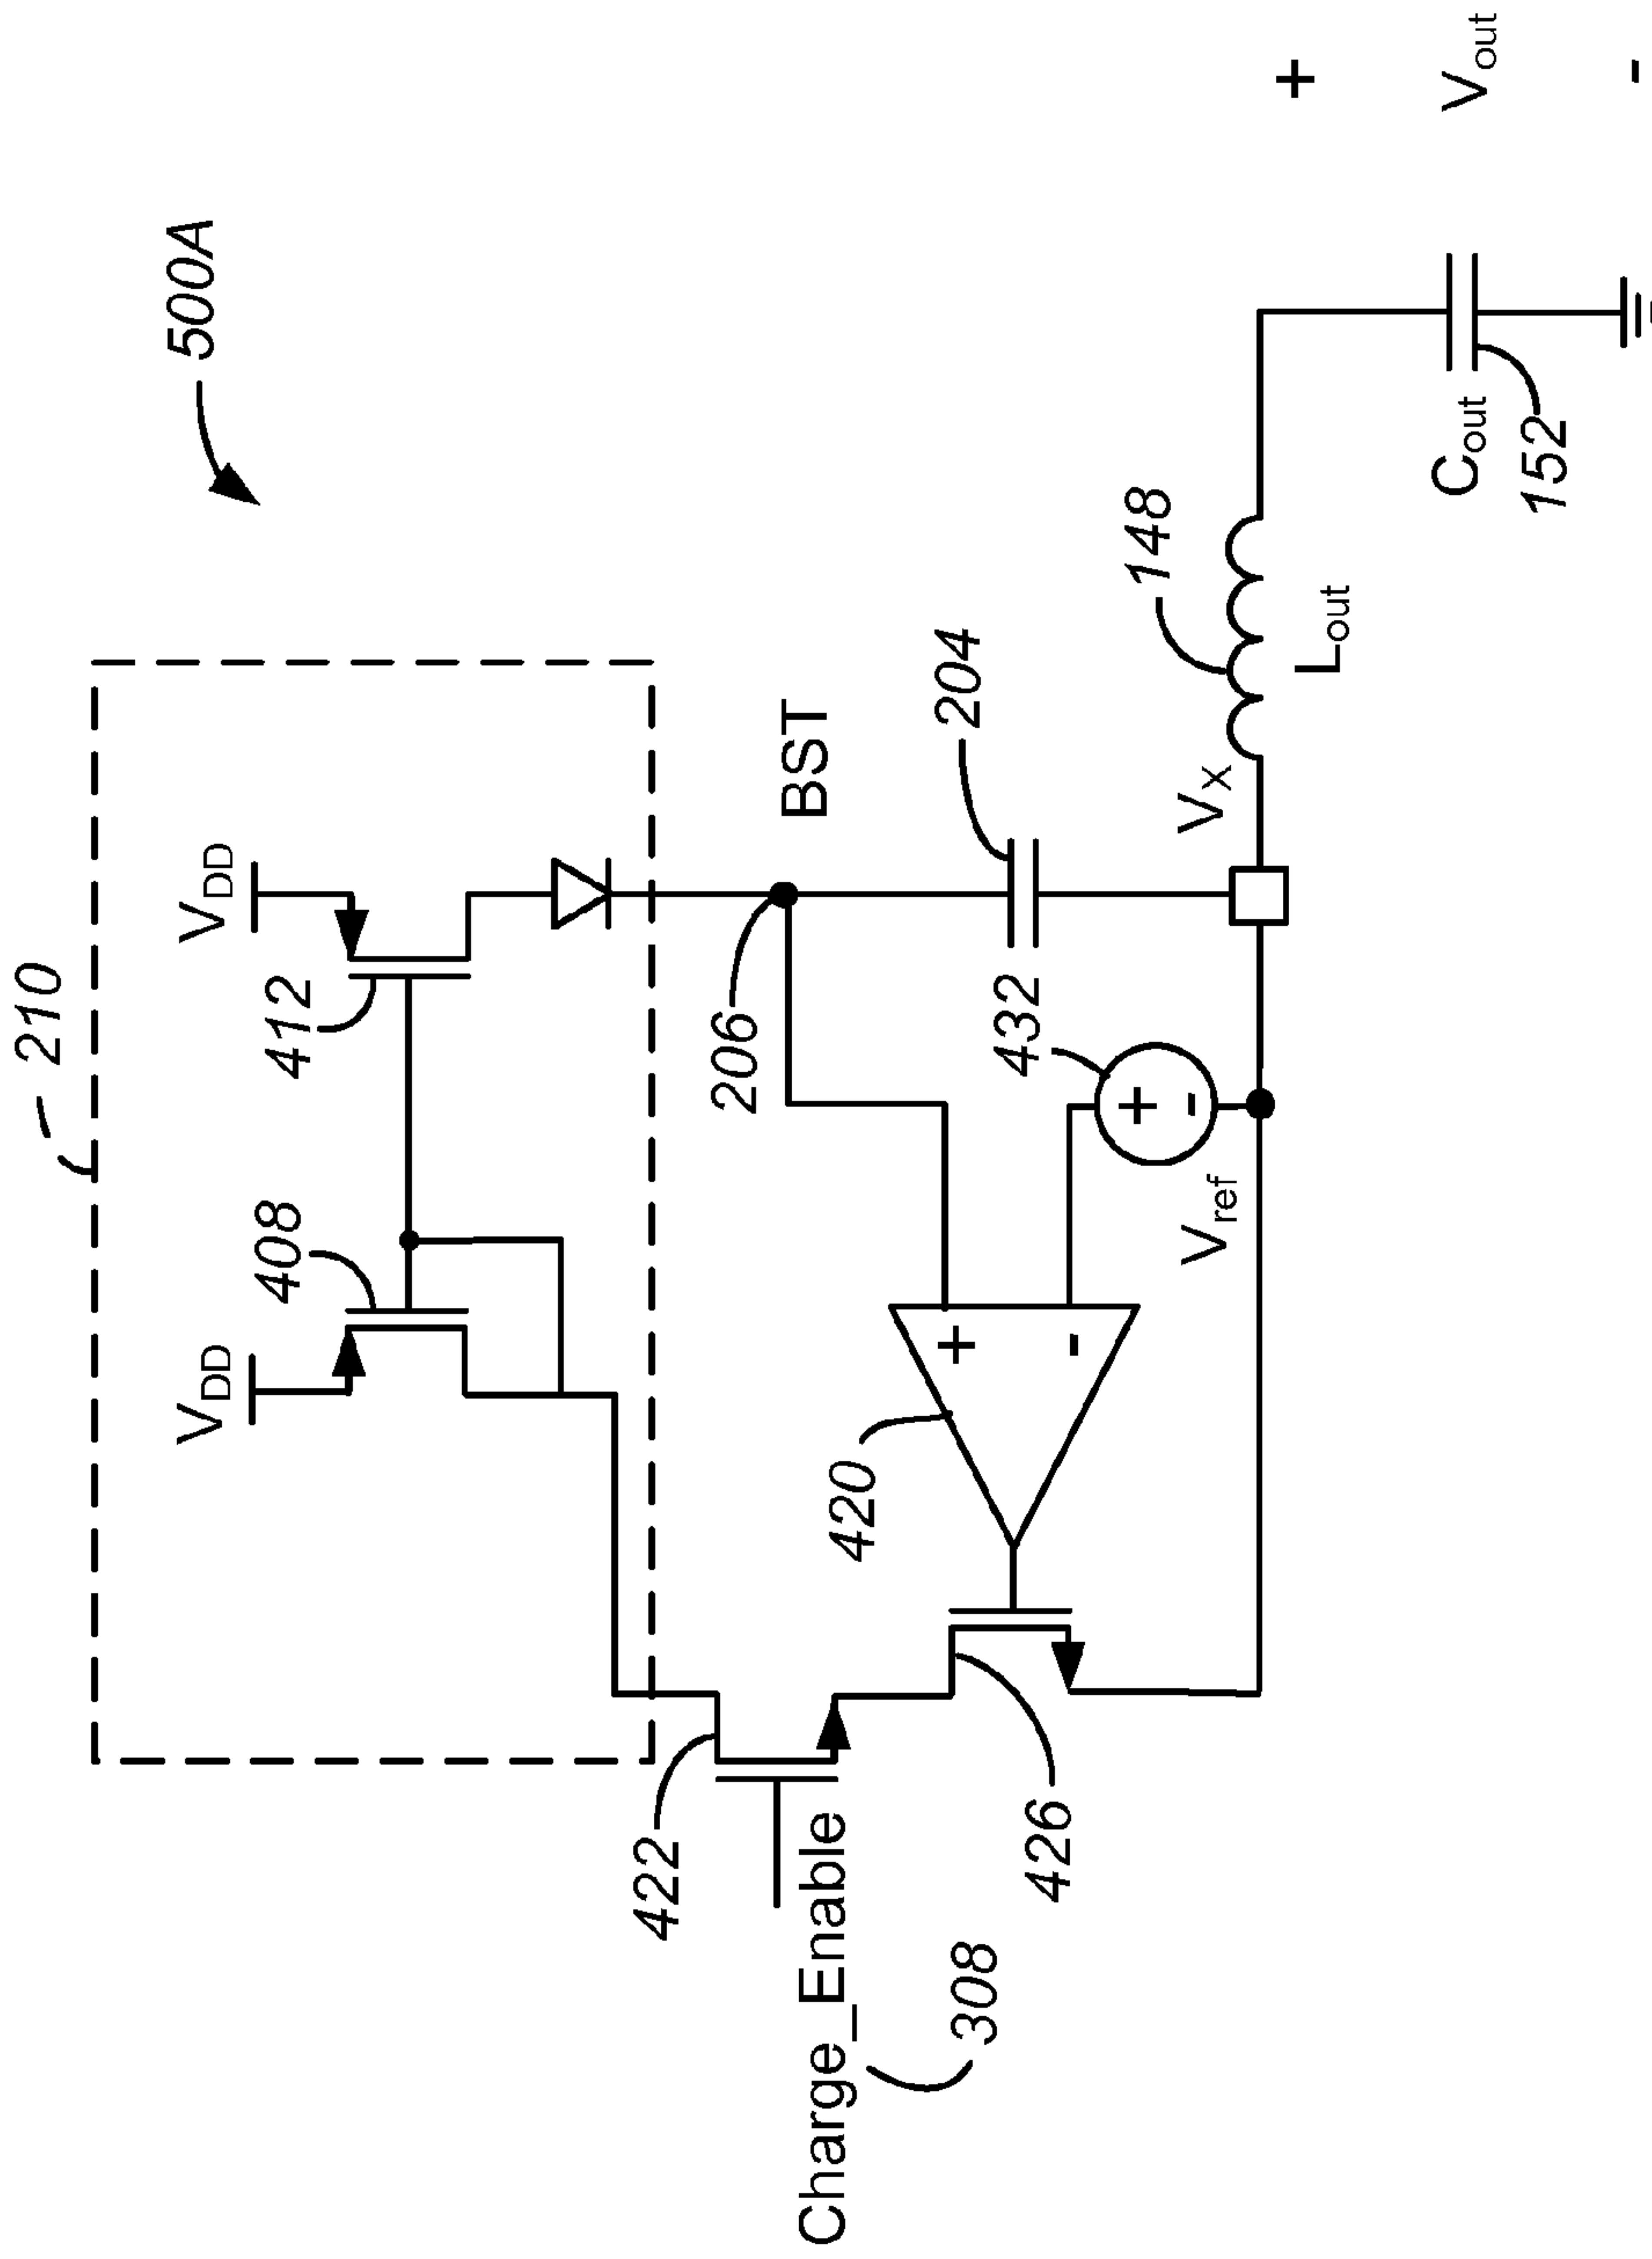 210
500A
V_DD
V_DD
408
412
422
Charge_Enable
308
420
+
-
426
206
BST
432
+
-
V_ref
204
V_X
148
L_out
C_out
152
+
V_out
-